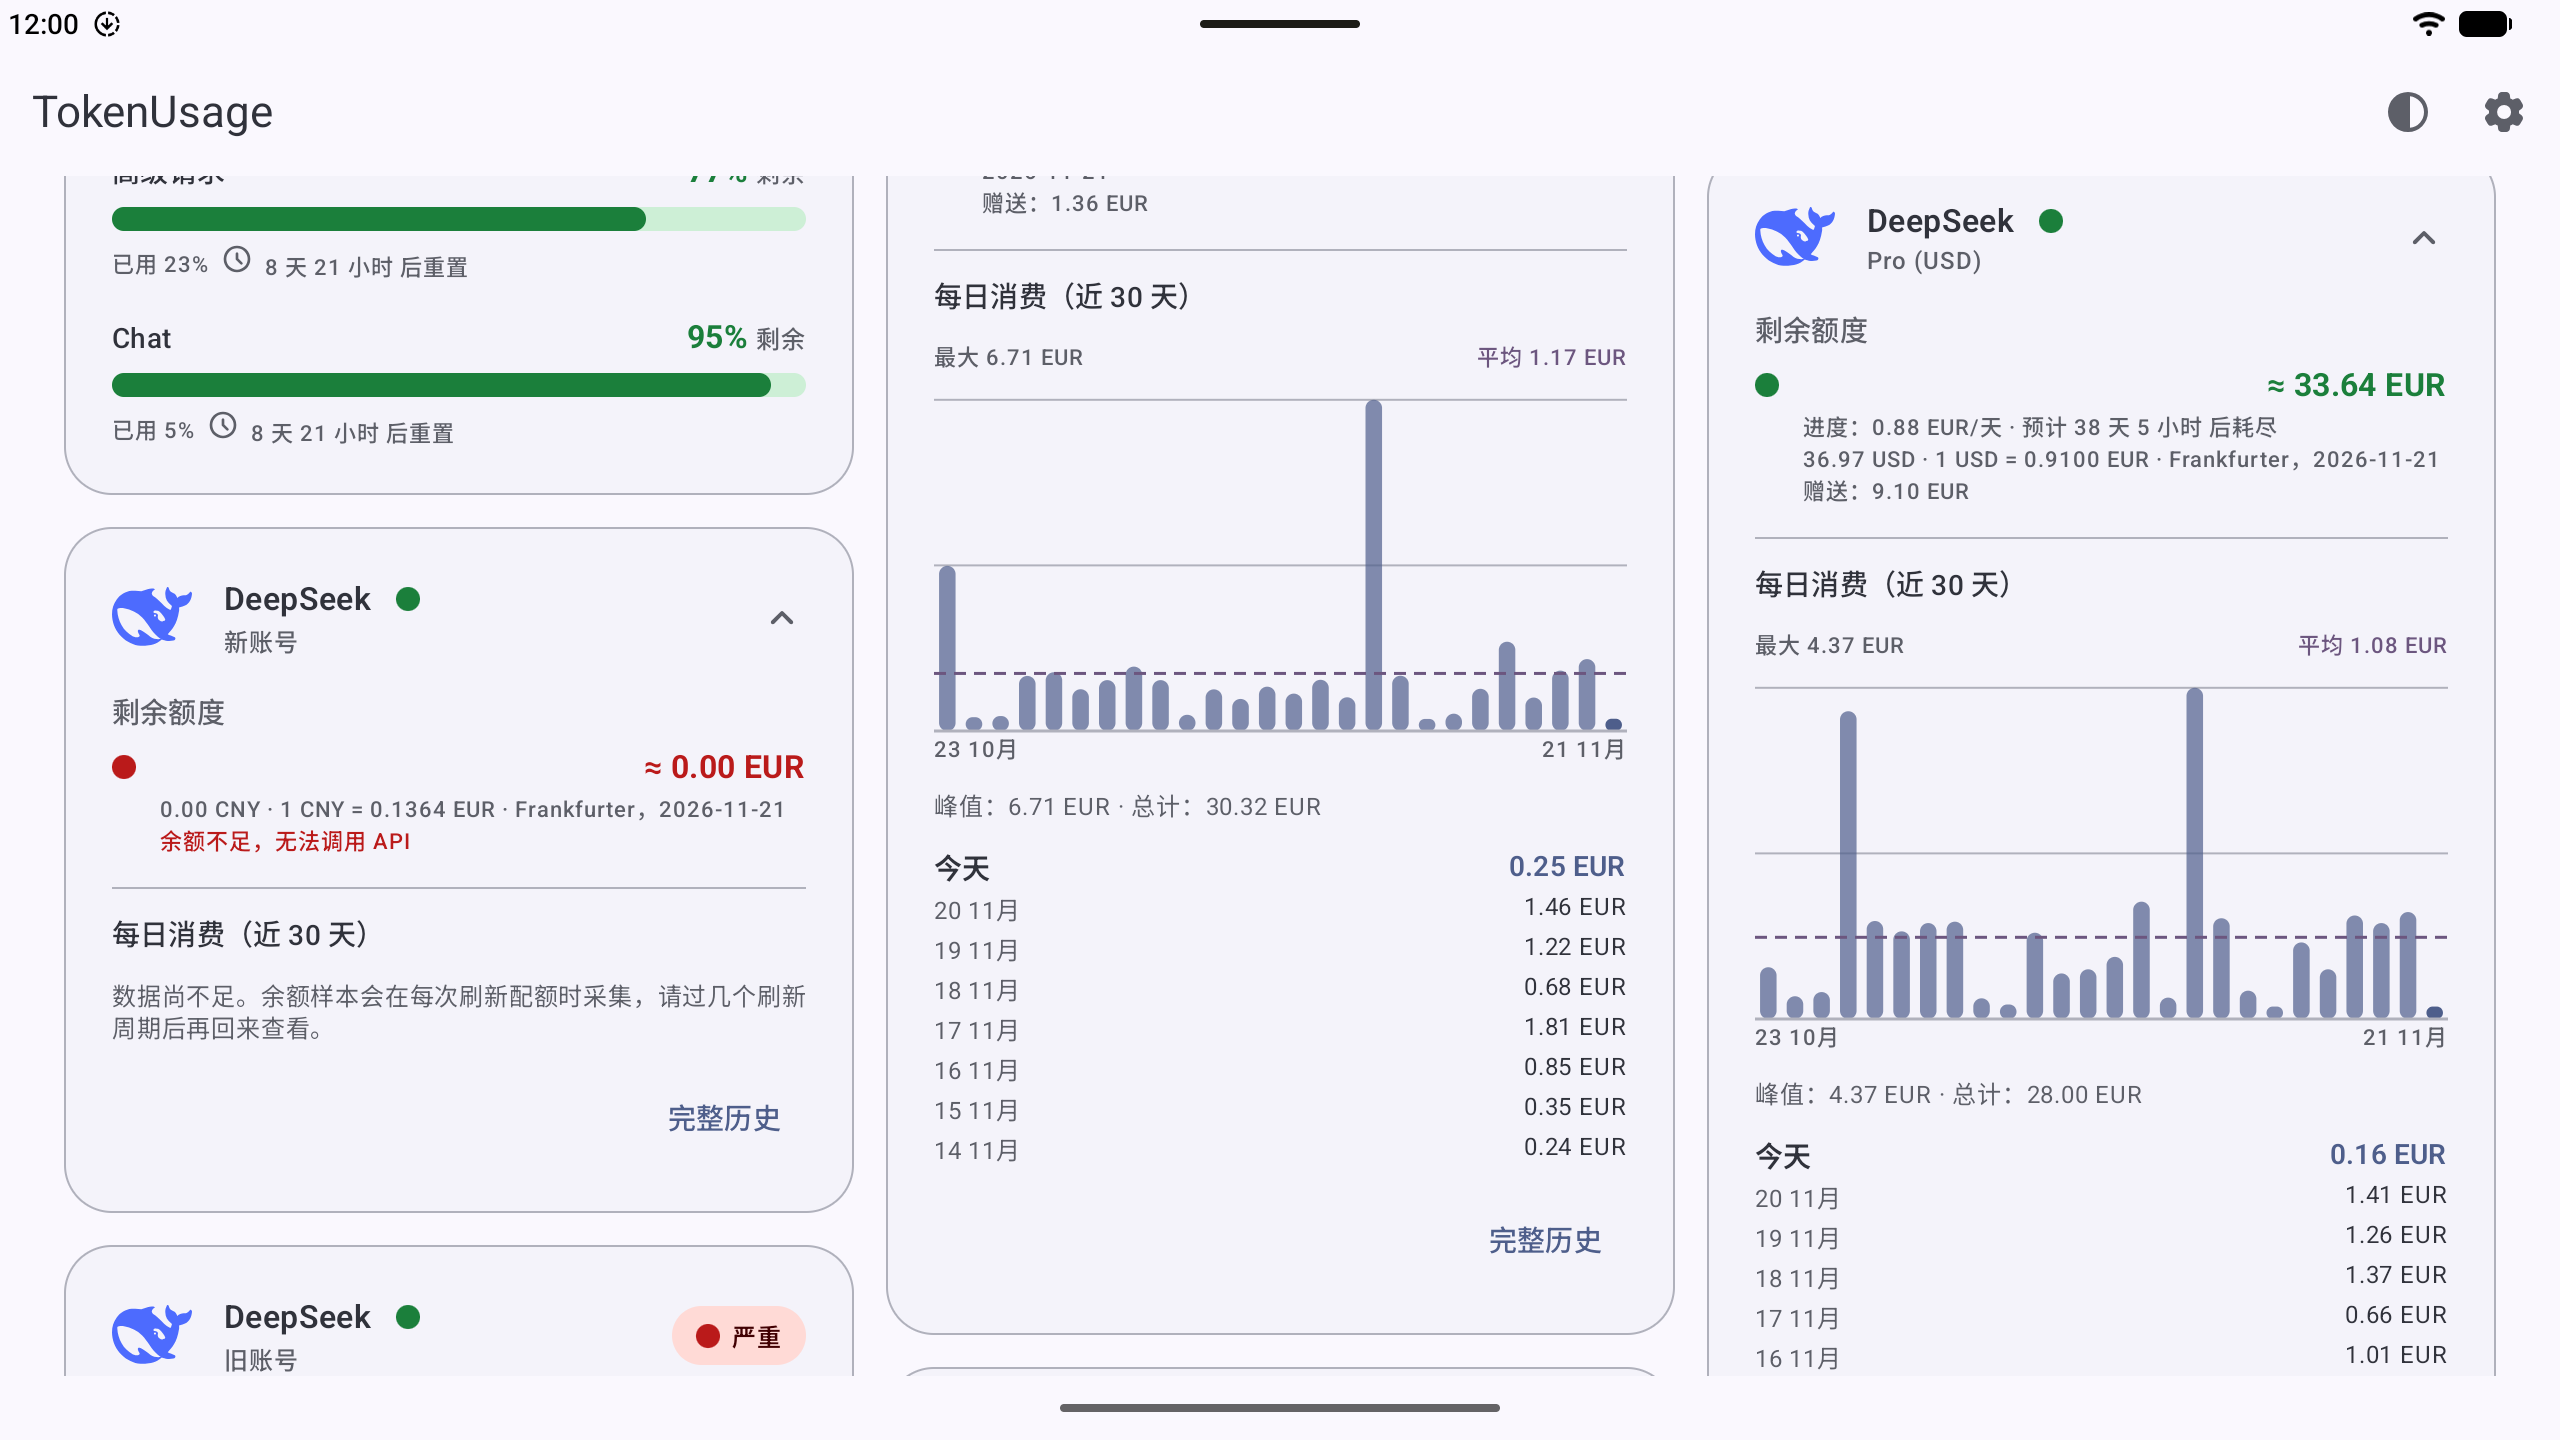 12:00
TokenUsage
剩余
已用 23% 8 天 21 小时 后重置
Chat 95% 剩余
已用 5% 8 天 21 小时 后重置
DeepSeek
新账号
剩余额度
≈ 0.00 EUR
0.00 CNY · 1 CNY = 0.1364 EUR · Frankfurter，2026-11-21
余额不足，无法调用 API
每日消费（近 30 天）
数据尚不足。余额样本会在每次刷新配额时采集，请过几个刷新
周期后再回来查看。
完整历史
DeepSeek
旧账号
严重
赠送：1.36 EUR
每日消费（近 30 天）
最大 6.71 EUR 平均 1.17 EUR
23 10月 21 11月
峰值：6.71 EUR · 总计：30.32 EUR
今天 0.25 EUR
20 11月 1.46 EUR
19 11月 1.22 EUR
18 11月 0.68 EUR
17 11月 1.81 EUR
16 11月 0.85 EUR
15 11月 0.35 EUR
14 11月 0.24 EUR
完整历史
DeepSeek
Pro (USD)
剩余额度
≈ 33.64 EUR
进度：0.88 EUR/天 · 预计 38 天 5 小时 后耗尽
36.97 USD · 1 USD = 0.9100 EUR · Frankfurter，2026-11-21
赠送：9.10 EUR
每日消费（近 30 天）
最大 4.37 EUR 平均 1.08 EUR
23 10月 21 11月
峰值：4.37 EUR · 总计：28.00 EUR
今天 0.16 EUR
20 11月 1.41 EUR
19 11月 1.26 EUR
18 11月 1.37 EUR
17 11月 0.66 EUR
16 11月 1.01 EUR